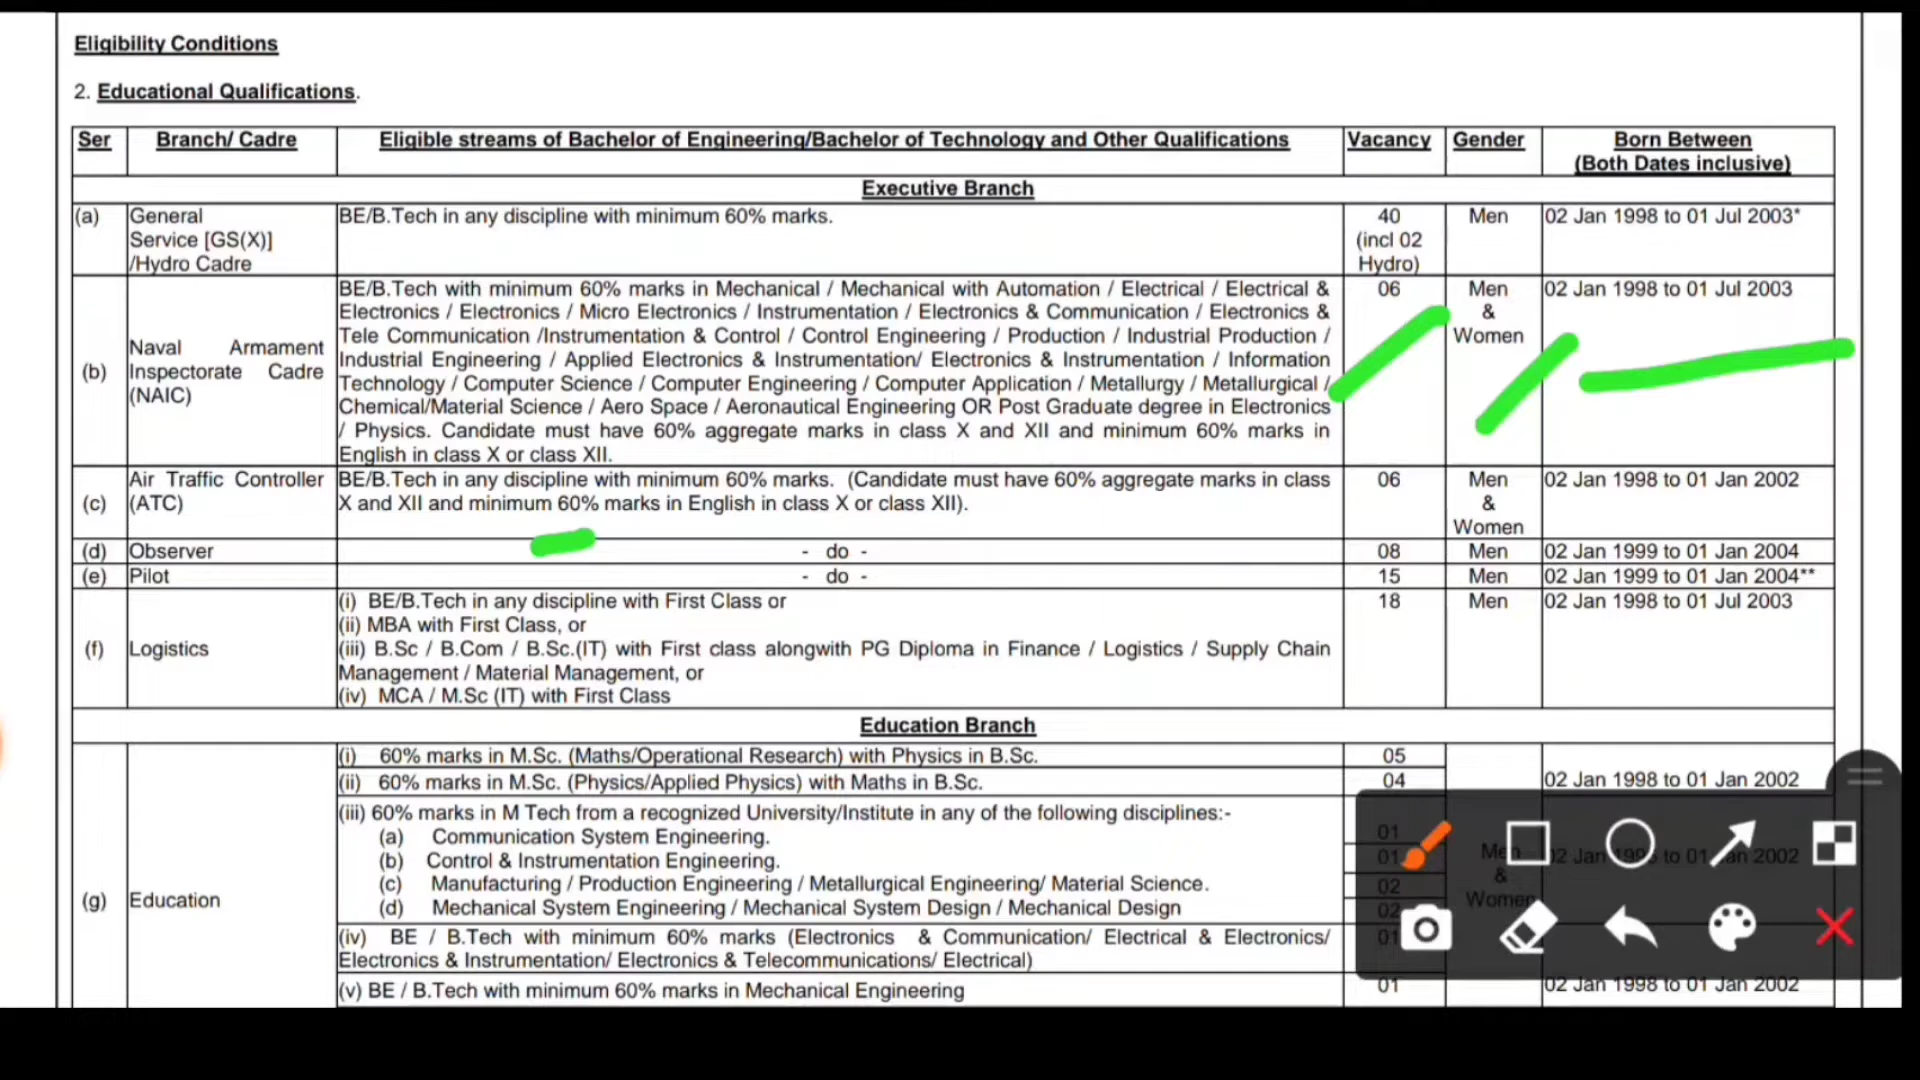 Eligibility Conditions
2. Educational Qualifications.
Ser Branch/ Cadre Eligible streams of Bachelor of Engineering/Bachelor of Technology and Other Qualifications Vacancy Gender Born Between
(Both Dates inclusive)
Executive Branch
(a) General BE/B.Tech in any discipline with minimum 60% marks. 40 Men 02 Jan 1998 to 01 Jul 2003*
Service [GS(X)] (incl 02
/Hydro Cadre Hydro)
BE/B.Tech with minimum 60% marks in Mechanical / Mechanical with Automation / Electrical / Electrical & 06 Men 02 Jan 1998 to 01 Jul 2003
Electronics / Electronics / Micro Electronics / Instrumentation / Electronics & Communication / Electronics & &
Tele Communication /Instrumentation & Control / Control Engineering / Production / Industrial Production / Women
Naval Armament Industrial Engineering / Applied Electronics & Instrumentation/ Electronics & Instrumentation / Information
(b) Inspectorate Cadre Technology / Computer Science / Computer Engineering / Computer Application / Metallurgy / Metallurgical /
(NAIC) Chemical/Material Science / Aero Space / Aeronautical Engineering OR Post Graduate degree in Electronics
/ Physics. Candidate must have 60% aggregate marks in class X and XII and minimum 60% marks in
English in class X or class XII.
Air Traffic Controller BE/B.Tech in any discipline with minimum 60% marks. (Candidate must have 60% aggregate marks in class 06 Men 02 Jan 1998 to 01 Jan 2002
(c) (ATC) X and XII and minimum 60% marks in English in class X or class XII). &
Women
(d) Observer - do - 08 Men 02 Jan 1999 to 01 Jan 2004
(e) Pilot - do - 15 Men 02 Jan 1999 to 01 Jan 2004**
(i) BE/B.Tech in any discipline with First Class or 18 Men 02 Jan 1998 to 01 Jul 2003
(ii) MBA with First Class, or
(f) Logistics (iii) B.Sc / B.Com / B.Sc.(IT) with First class alongwith PG Diploma in Finance / Logistics / Supply Chain
Management / Material Management, or
(iv) MCA / M.Sc (IT) with First Class
Education Branch
(i) 60% marks in M.Sc. (Maths/Operational Research) with Physics in B.Sc. 05
(ii) 60% marks in M.Sc. (Physics/Applied Physics) with Maths in B.Sc. 04 02 Jan 1998 to 01 Jan 2002
(iii) 60% marks in M Tech from a recognized University/Institute in any of the following disciplines:-
(a) Communication System Engineering. 01
(b) Control & Instrumentation Engineering. 01 Men 2002
(c) Manufacturing / Production Engineering / Metallurgical Engineering/ Material Science. 02 &
(g) Education (d) Mechanical System Engineering / Mechanical System Design / Mechanical Design 02 Women
(iv) BE / B.Tech with minimum 60% marks (Electronics & Communication/ Electrical & Electronics/ 01
Electronics & Instrumentation/ Electronics & Telecommunications/ Electrical)
(v) BE / B.Tech with minimum 60% marks in Mechanical Engineering 01 02 Jan 1998 to 01 Jan 2002